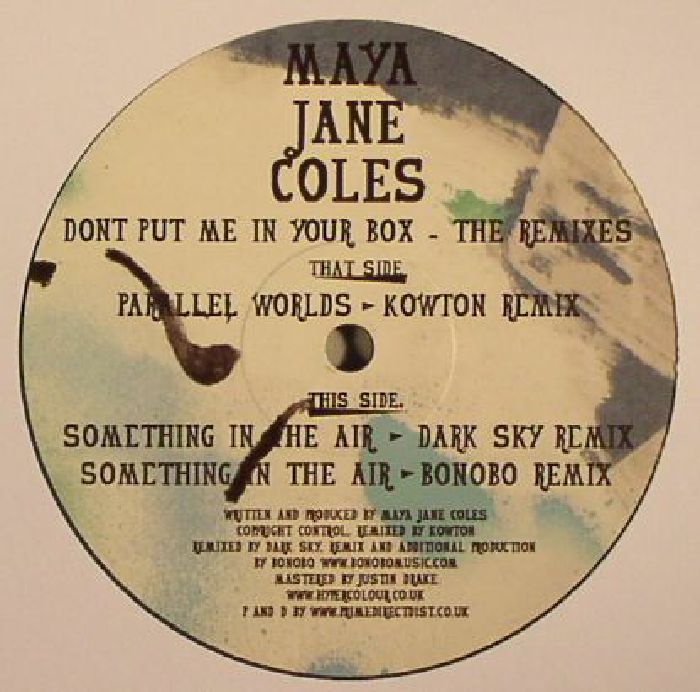 MAYA
JANE
COLES
DONT PUT ME IN YOUR BOX - THE REMIXES
THAT SIDE.
PARALLEL WORLDS - KOWTON REMIX
THIS SIDE.
SOMETHING IN THE AIR - DARK SKY REMIX
SOMETHING IN THE AIR - BONOBO REMIX
WRITTEN AND PRODUCED BY MAYA JANE COLES
COPYRIGHT CONTROL. REMIXED BY KOWTON
REMIXED BY DARK SKY. REMIX AND ADDITIONAL PRODUCTION
BY BONOBO WWW.BONOBOMUSIC.COM
MASTERED BY JUSTIN DRAKE
WWW.HYPERCOLOUR.CO.UK
P AND D BY WWW.PRIMEDIRECTDIST.CO.UK